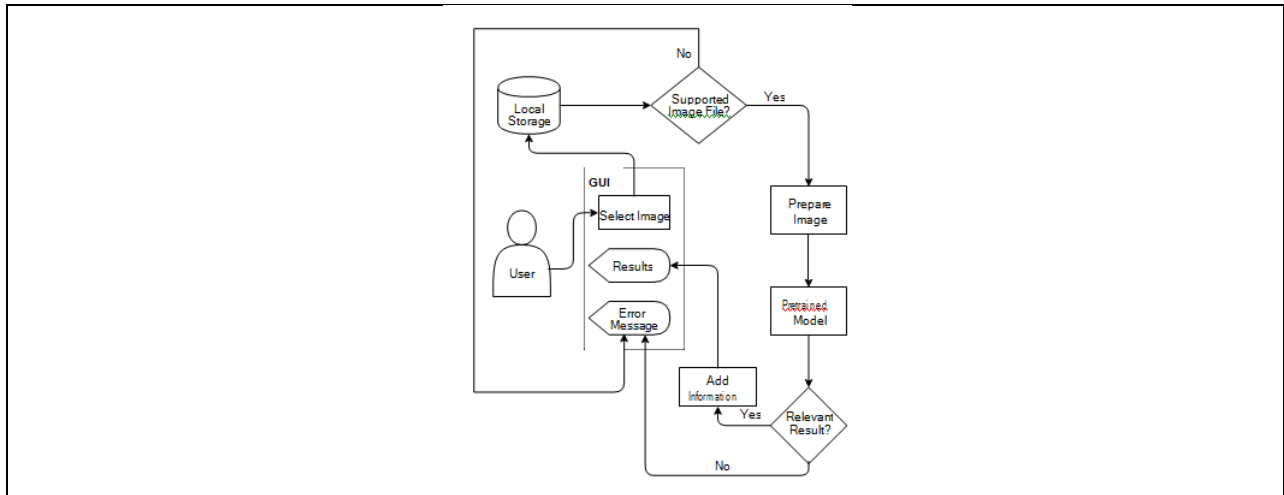 No
Supported
Image File?
Yes
Local
Storage
GUI
Select Image
Prepare
Image
User
Results
Error
Message
Pretrained
Model
Add
Information
Yes
Relevant
Result?
No